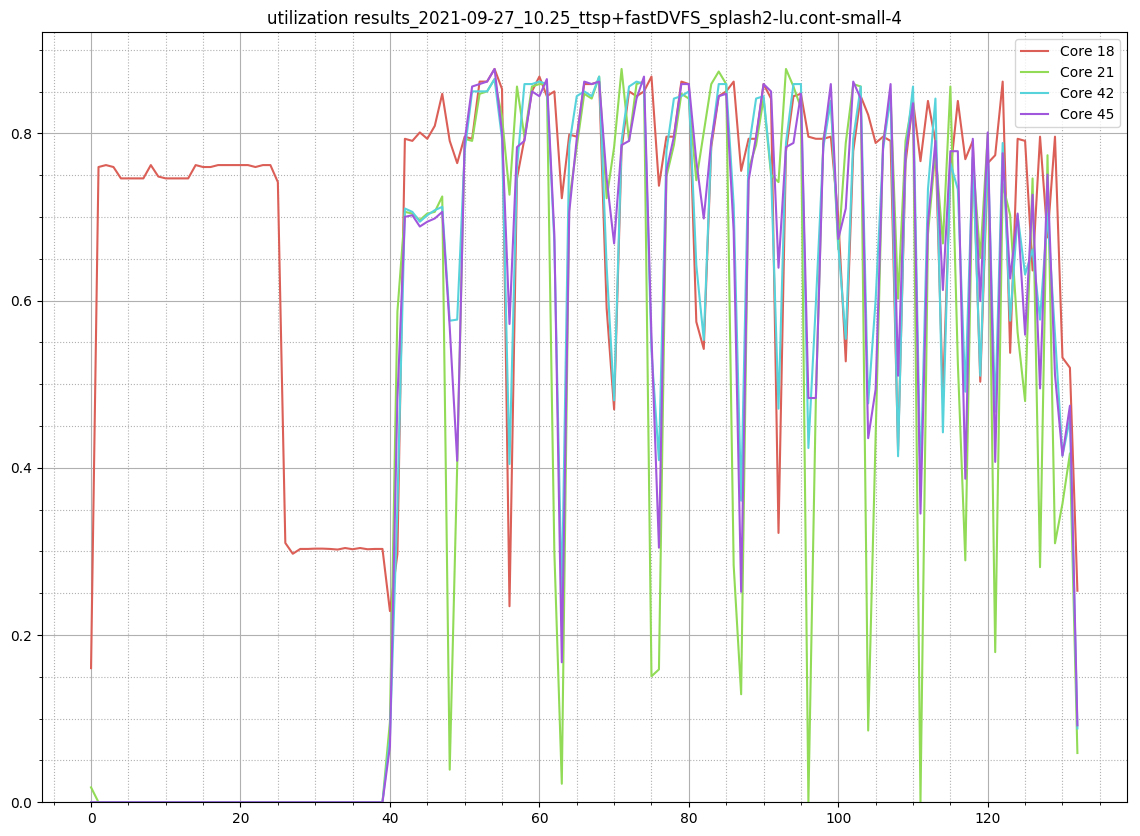 utilization results_2021-09-27_10.25_ttsp+fastDVFS_splash2-lu.cont-small-4
Core 18
Core 21
Core 42
Core 45
0.8
0.6
0.4
0.2
0.0
0 20 40 60 80 100 120